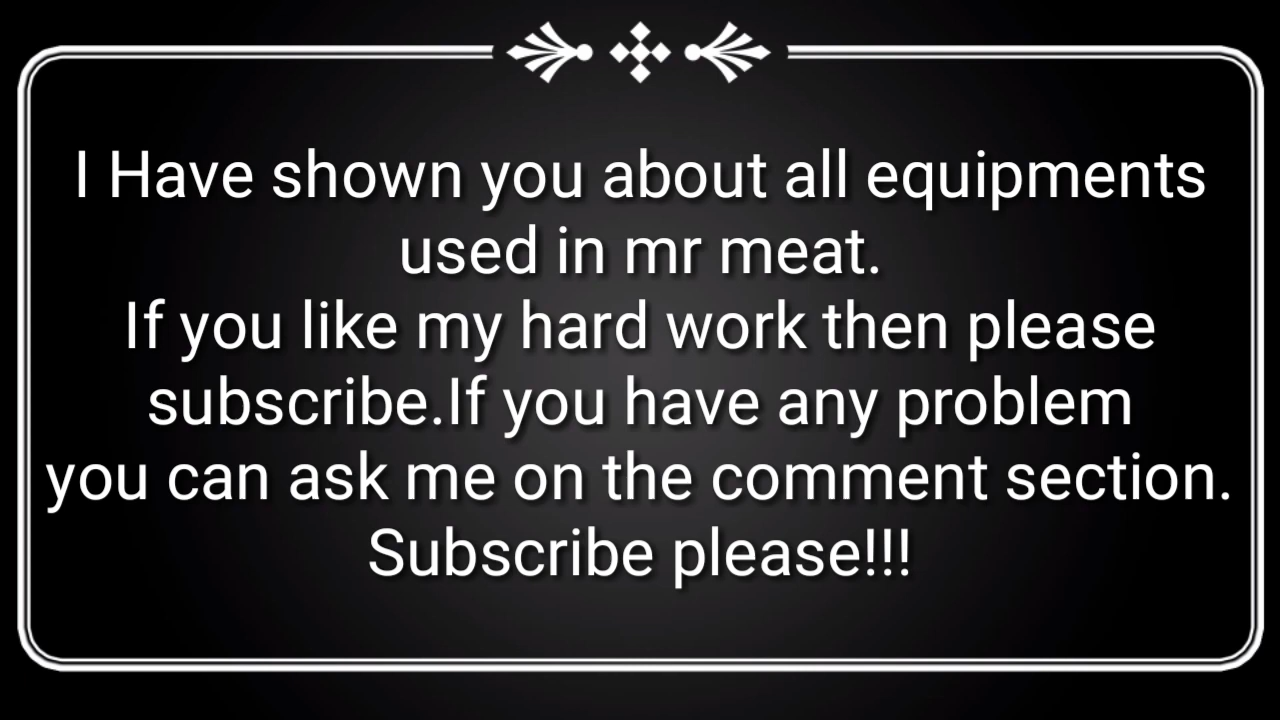 I Have shown you about all equipments
used in mr meat.
If you like my hard work then please
subscribe.If you have any problem
you can ask me on the comment section.
Subscribe please!!!